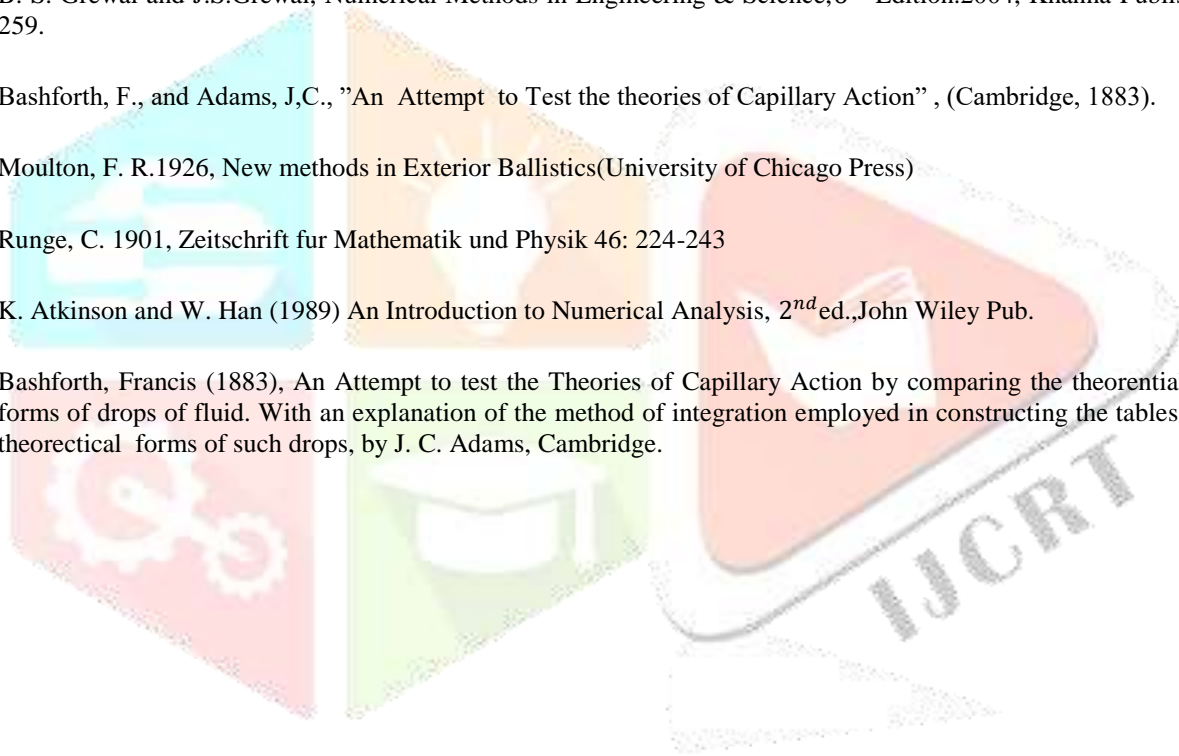 B. S. Grewal and J.S.Grewal, Numerical Methods in Engineering & Science, Edition.2004, Khanna
259.
Bashforth, F., and Adams, J,C., ”An Attempt to Test the theories of Capillary Action” , (Cambridge, 1883).
Moulton, F. R.1926, New methods in Exterior Ballistics(University of Chicago Press)
Runge, C. 1901, Zeitschrift fur Mathematik und Physik 46: 224-243
K. Atkinson and W. Han (1989) An Introduction to Numerical Analysis, 2ⁿᵈed.,John Wiley Pub.
Bashforth, Francis (1883), An Attempt to test the Theories of Capillary Action by comparing the theorentia
forms of drops of fluid. With an explanation of the method of integration employed in constructing the tables
theorectical forms of such drops, by J. C. Adams, Cambridge.
IJCRT